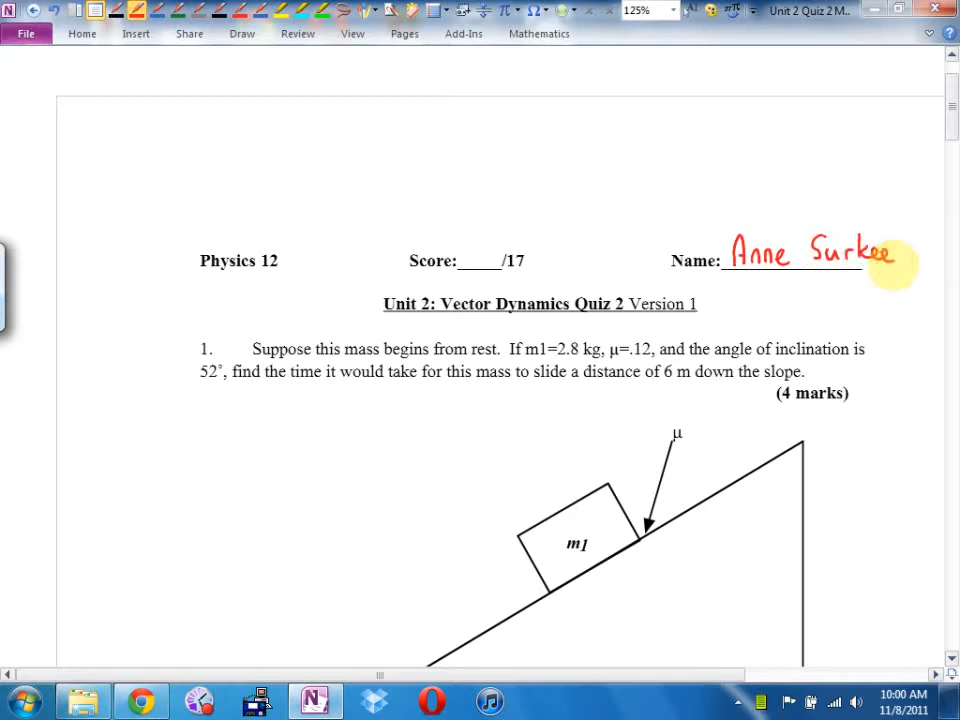 125% Unit 2 Quiz 2 M...
File Home Insert Share Draw Review View Pages Add-Ins Mathematics
Physics 12 Score:_____/17 Name: Anne Surkee
Unit 2: Vector Dynamics Quiz 2 Version 1
1. Suppose this mass begins from rest. If m1=2.8 kg, μ=.12, and the angle of inclination is
52˚, find the time it would take for this mass to slide a distance of 6 m down the slope.
(4 marks)
μ
m1
10:00 AM
11/8/2011